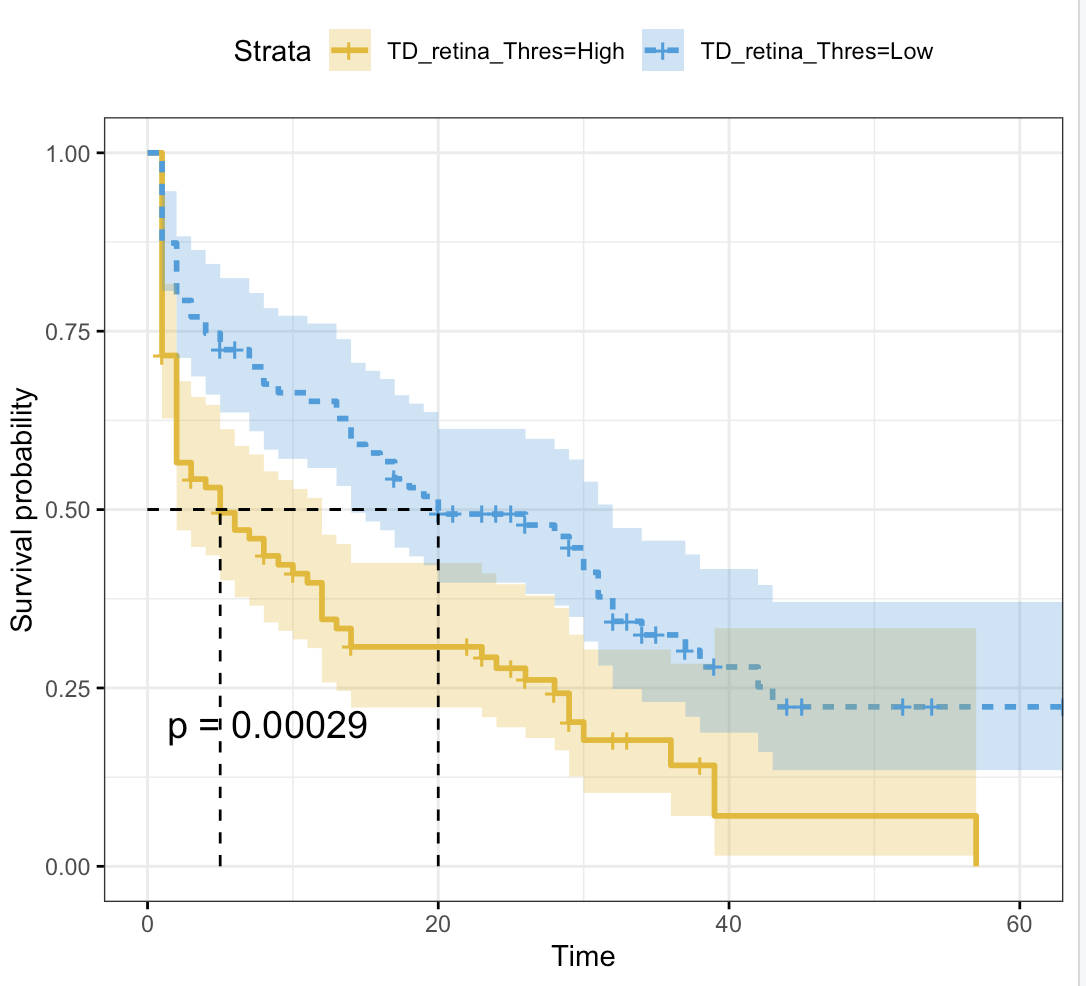 Strata TD_retina_Thres=High TD_retina_Thres=Low
1.00
0.75
0.50
0.25
0.00
Survival probability
p = 0.00029
0 20 40 60
Time